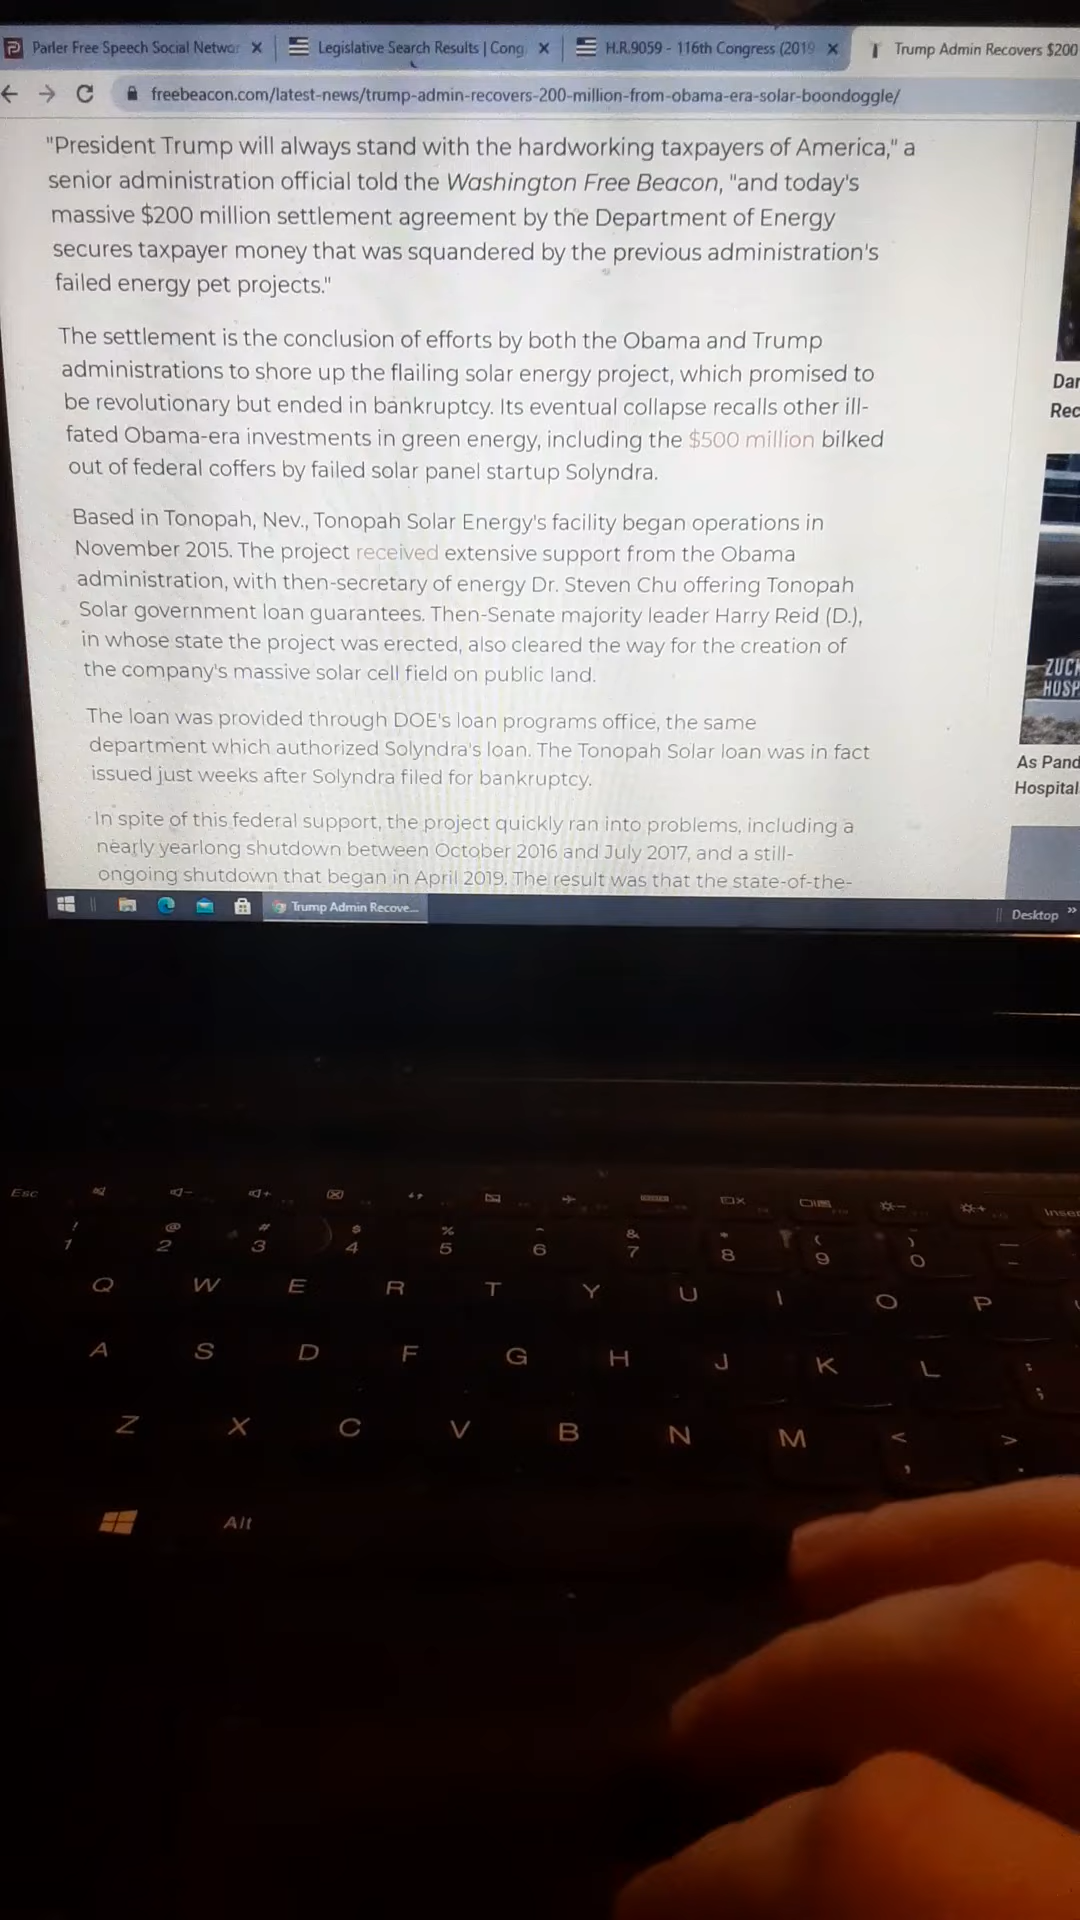 Parler Free Speech Social Networ
Legislative Search Results | Cong
H.R.9059 - 116th Congress (2019
Trump Admin Recovers $200
freebeacon.com/latest-news/trump-admin-recovers-200-million-from-obama-era-solar-boondoggle/
"President Trump will always stand with the hardworking taxpayers of America," a
senior administration official told the Washington Free Beacon, "and today's
massive $200 million settlement agreement by the Department of Energy
secures taxpayer money that was squandered by the previous administration's
failed energy pet projects."
The settlement is the conclusion of efforts by both the Obama and Trump
administrations to shore up the flailing solar energy project, which promised to
be revolutionary but ended in bankruptcy. Its eventual collapse recalls other ill-
fated Obama-era investments in green energy, including the $500 million bilked
out of federal coffers by failed solar panel startup Solyndra.
Based in Tonopah, Nev., Tonopah Solar Energy's facility began operations in
November 2015. The project received extensive support from the Obama
administration, with then-secretary of energy Dr. Steven Chu offering Tonopah
Solar government loan guarantees. Then-Senate majority leader Harry Reid (D.),
in whose state the project was erected, also cleared the way for the creation of
the company's massive solar cell field on public land.
The loan was provided through DOE's loan programs office, the same
department which authorized Solyndra's loan. The Tonopah Solar loan was in fact
issued just weeks after Solyndra filed for bankruptcy.
In spite of this federal support, the project quickly ran into problems, including a
nearly yearlong shutdown between October 2016 and July 2017, and a still-
ongoing shutdown that began in April 2019. The result was that the state-of-the-
Dar
Rec
ZUCK
HOSP
As Pand
Hospital
Trump Admin Recove...
Desktop »
Esc
Inser
! @ # $ % ^ & * ( ) _
1 2 3 4 5 6 7 8 9 0 -
Q W E R T Y U I O P
A S D F G H J K L : ;
Z X C V B N M < , > .
Alt